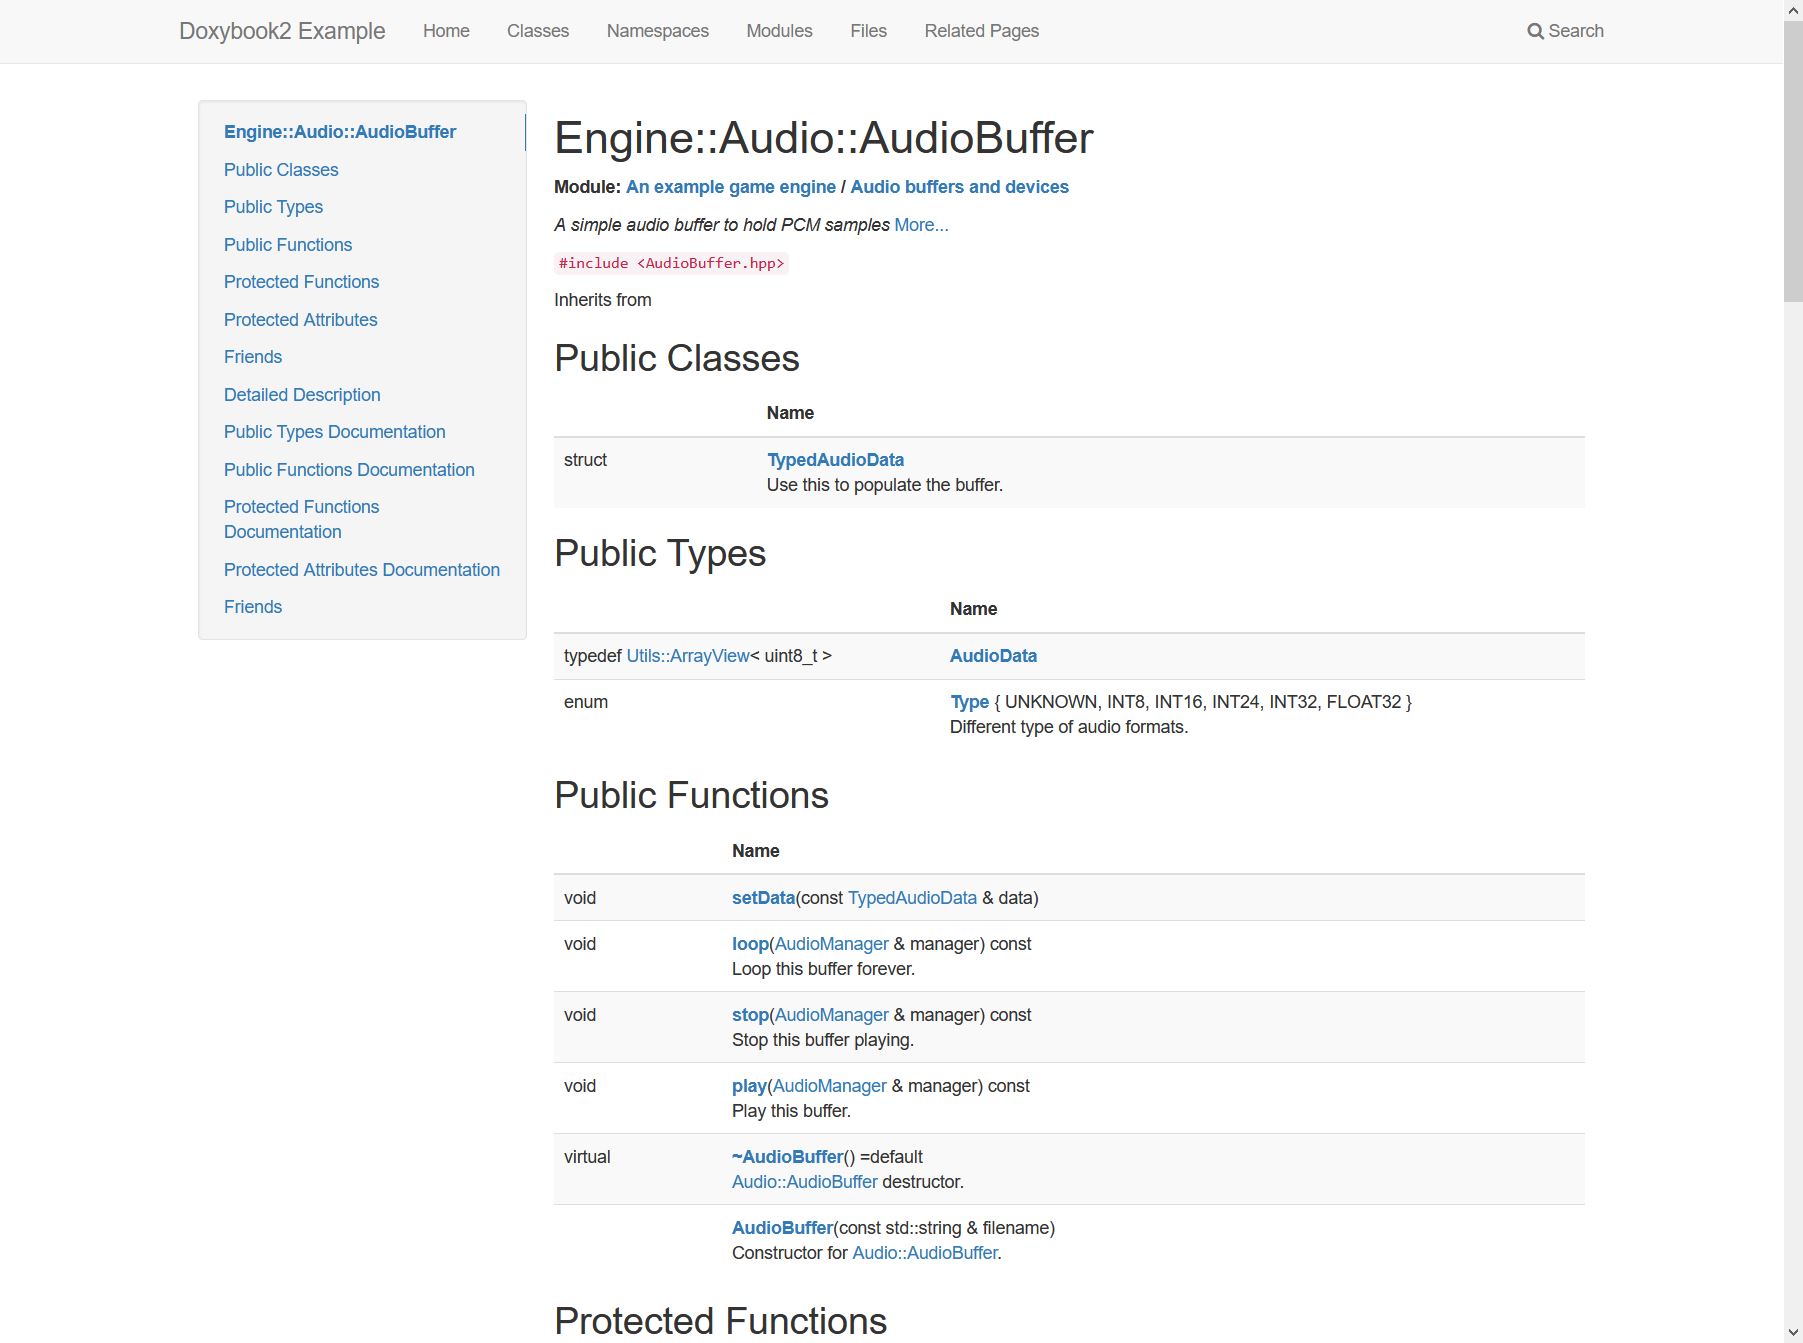 Doxybook2 Example Home Classes Namespaces Modules Files Related Pages Search
Engine::Audio::AudioBuffer
Public Classes
Public Types
Public Functions
Protected Functions
Protected Attributes
Friends
Detailed Description
Public Types Documentation
Public Functions Documentation
Protected Functions
Documentation
Protected Attributes Documentation
Friends
Engine::Audio::AudioBuffer
Module: An example game engine / Audio buffers and devices
A simple audio buffer to hold PCM samples More...
#include <AudioBuffer.hpp>
Inherits from
Public Classes
Name
struct TypedAudioData
Use this to populate the buffer.
Public Types
Name
typedef Utils::ArrayView< uint8_t > AudioData
enum Type { UNKNOWN, INT8, INT16, INT24, INT32, FLOAT32 }
Different type of audio formats.
Public Functions
Name
void setData(const TypedAudioData & data)
void loop(AudioManager & manager) const
Loop this buffer forever.
void stop(AudioManager & manager) const
Stop this buffer playing.
void play(AudioManager & manager) const
Play this buffer.
virtual ~AudioBuffer() =default
Audio::AudioBuffer destructor.
AudioBuffer(const std::string & filename)
Constructor for Audio::AudioBuffer.
Protected Functions